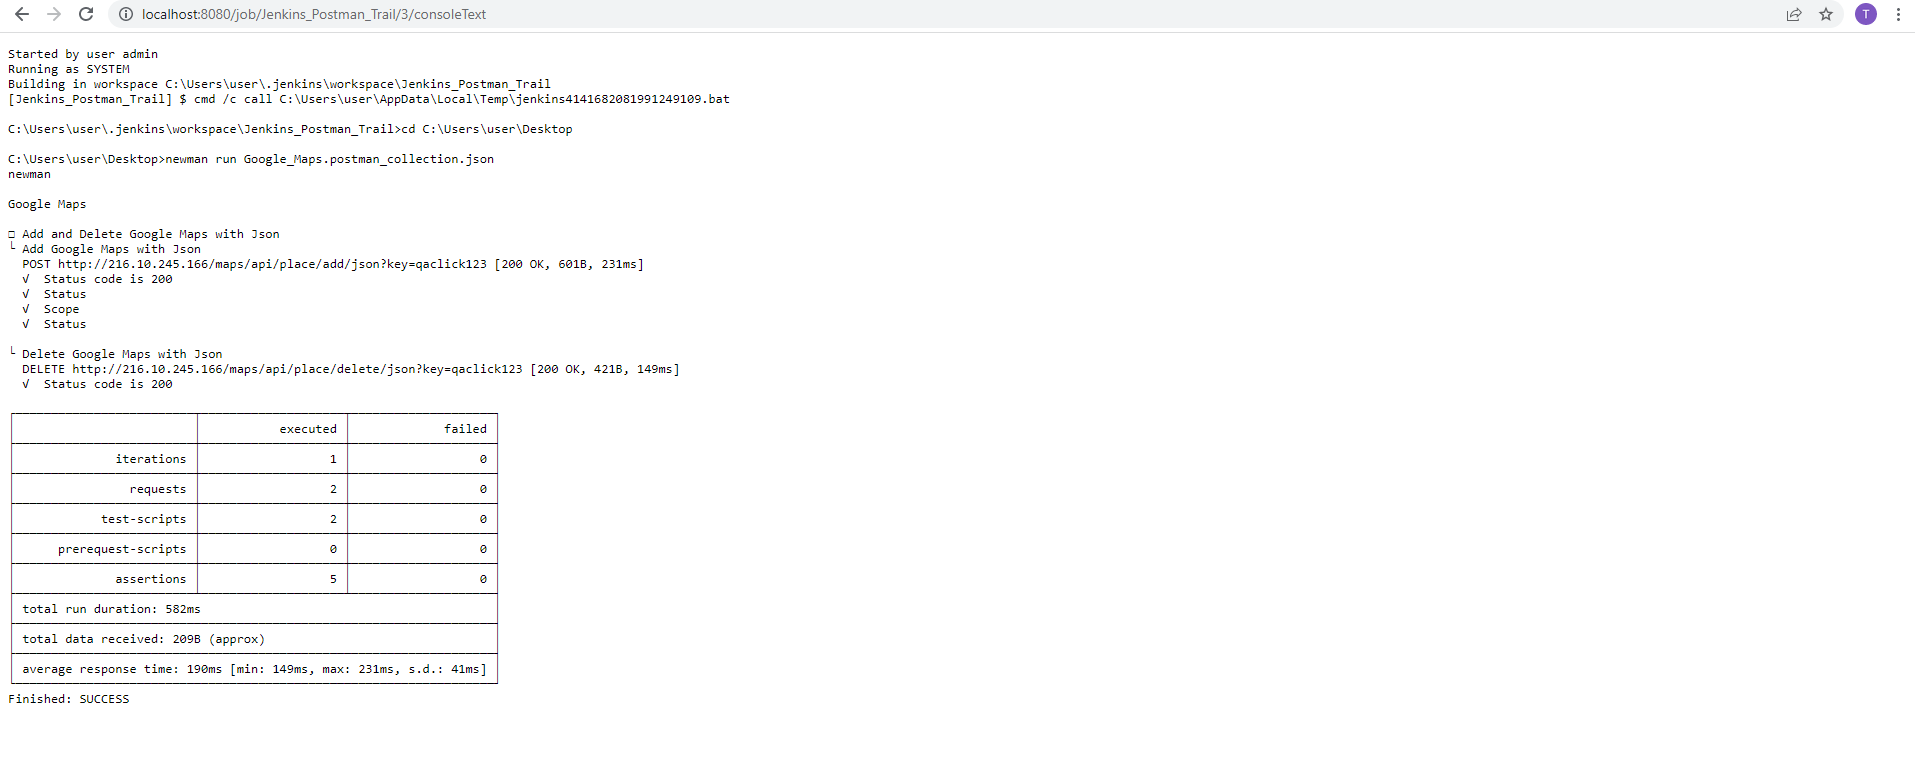 localhost:8080/job/Jenkins_Postman_Trail/3/consoleText
T
Started by user admin
Running as SYSTEM
Building in workspace C:\Users\user\.jenkins\workspace\Jenkins_Postman_Trail
[Jenkins_Postman_Trail] $ cmd /c call C:\Users\user\AppData\Local\Temp\jenkins4141682081991249109.bat
C:\Users\user\.jenkins\workspace\Jenkins_Postman_Trail>cd C:\Users\user\Desktop
C:\Users\user\Desktop>newman run Google_Maps.postman_collection.json
newman
Google Maps
□ Add and Delete Google Maps with Json
└ Add Google Maps with Json
POST http://216.10.245.166/maps/api/place/add/json?key=qaclick123 [200 OK, 601B, 231ms]
√ Status code is 200
√ Status
√ Scope
√ Status
└ Delete Google Maps with Json
DELETE http://216.10.245.166/maps/api/place/delete/json?key=qaclick123 [200 OK, 421B, 149ms]
√ Status code is 200
executed failed
iterations 1 0
requests 2 0
test-scripts 2 0
prerequest-scripts 0 0
assertions 5 0
total run duration: 582ms
total data received: 209B (approx)
average response time: 190ms [min: 149ms, max: 231ms, s.d.: 41ms]
Finished: SUCCESS